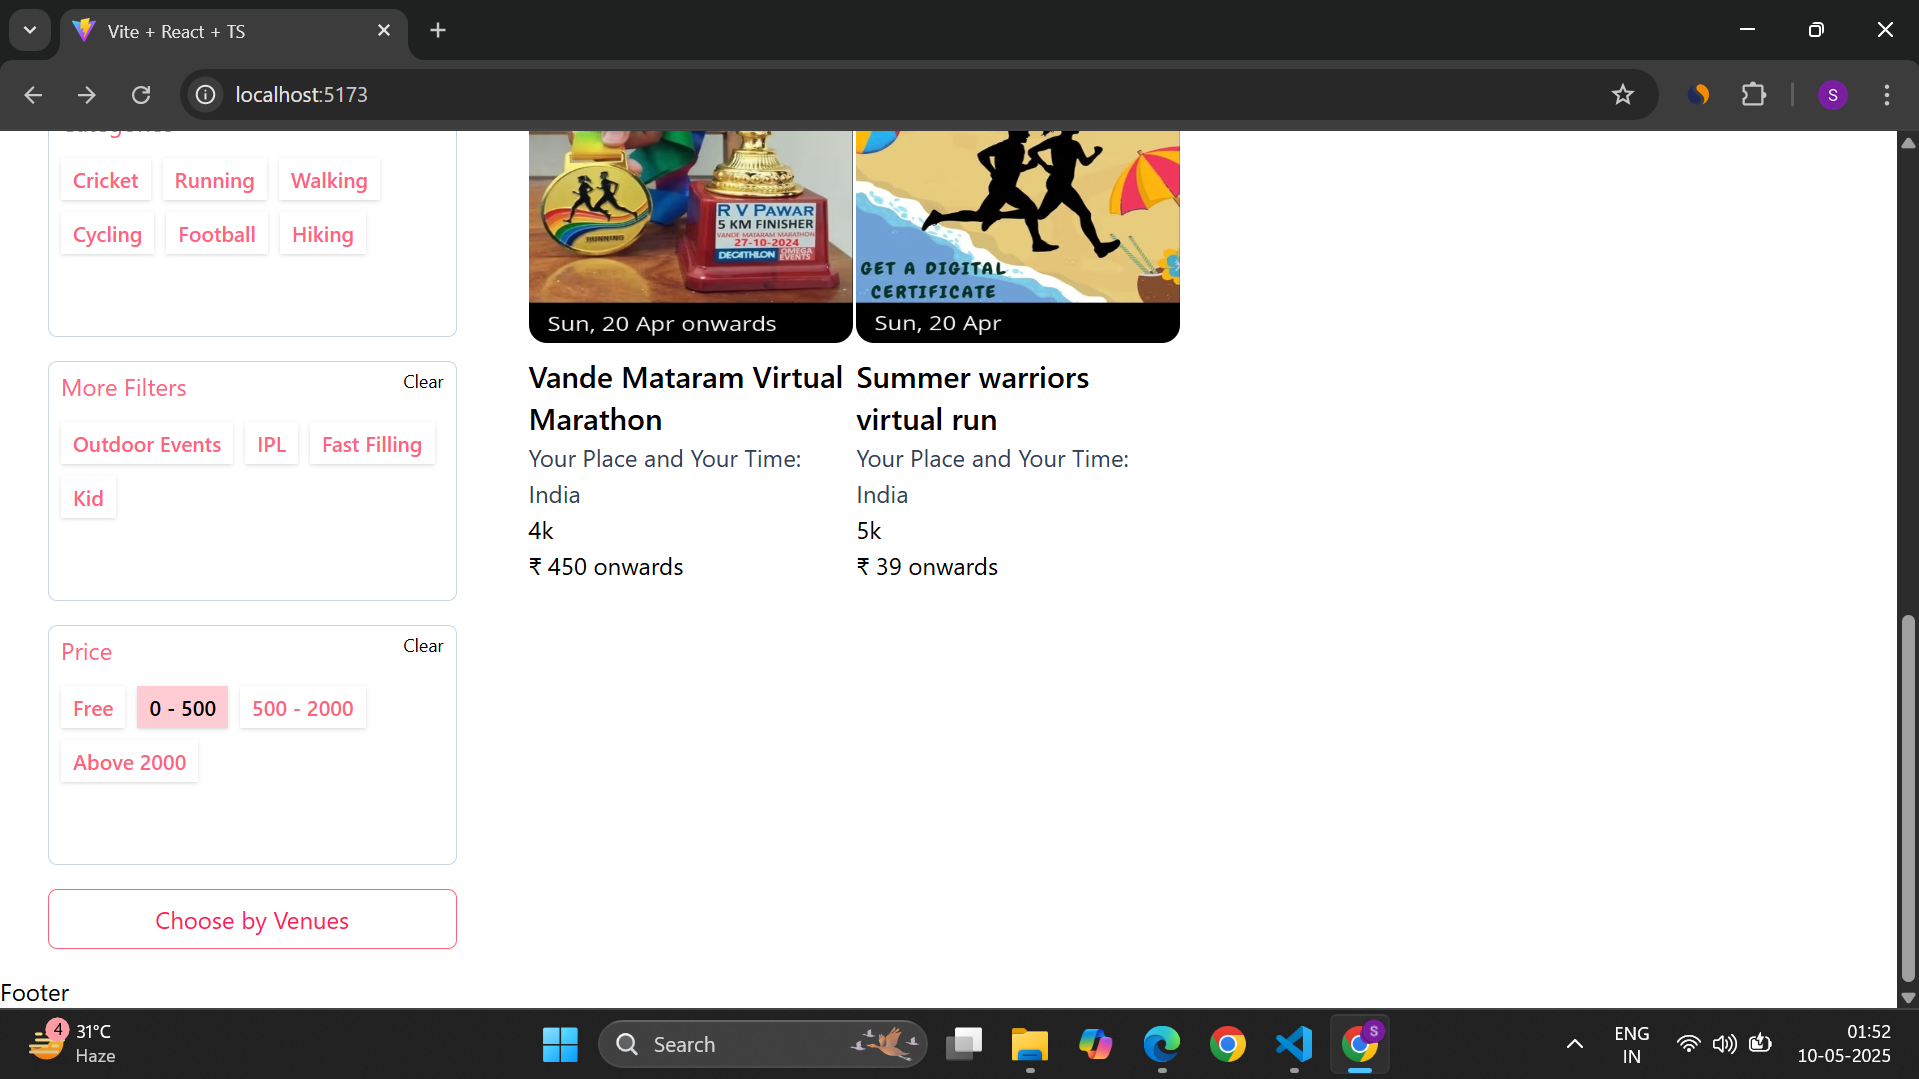 Vite + React + TS
localhost:5173
S
Categories
Cricket Running Walking
Cycling Football Hiking
More Filters Clear
Outdoor Events IPL Fast Filling
Kid
Price Clear
Free 0 - 500 500 - 2000
Above 2000
Choose by Venues
R V PAWAR
5 KM FINISHER
VANDE MATARAM MARATHON
27-10-2024
DECATHLON OMEGA EVENTS
Sun, 20 Apr onwards
Vande Mataram Virtual
Marathon
Your Place and Your Time:
India
4k
₹ 450 onwards
GET A DIGITAL
CERTIFICATE
Sun, 20 Apr
Summer warriors
virtual run
Your Place and Your Time:
India
5k
₹ 39 onwards
Footer
4
31°C
Haze
Search
S
ENG
IN
01:52
10-05-2025